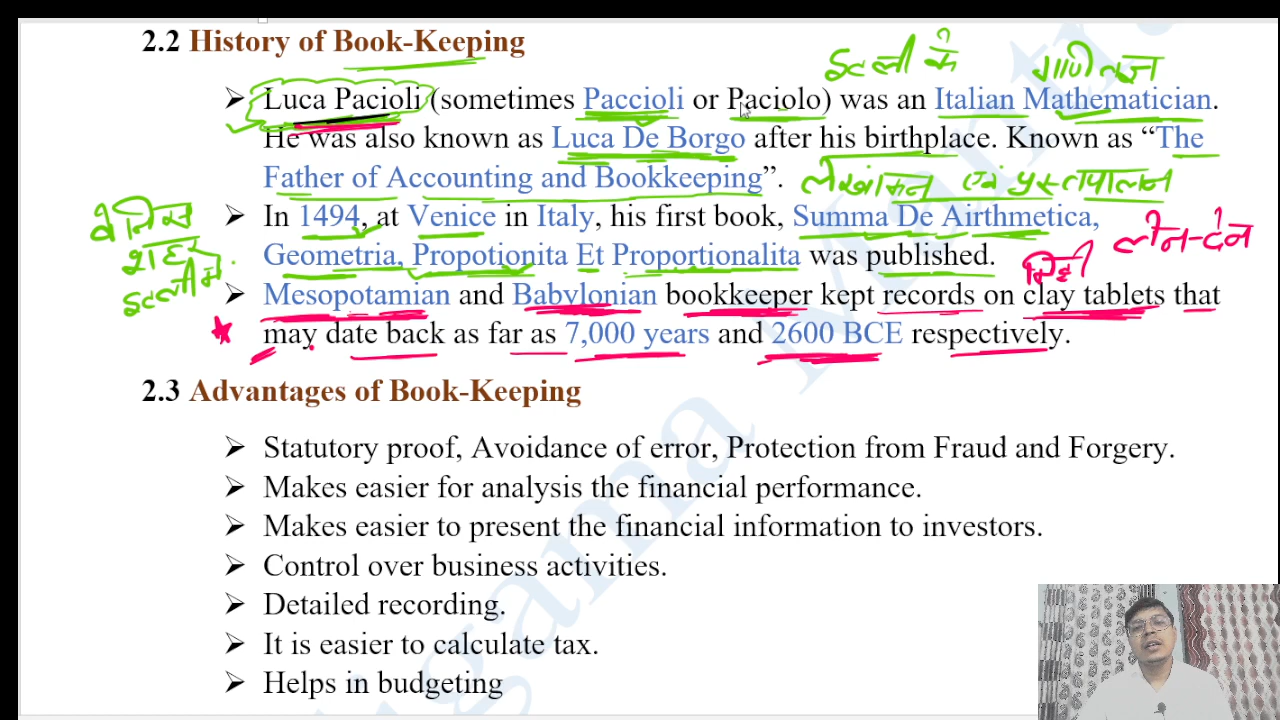 2.2 History of Book-Keeping
इटली के गणितज्ञ
➢ Luca Pacioli (sometimes Paccioli or Paciolo) was an Italian Mathematician.
He was also known as Luca De Borgo after his birthplace. Known as “The
Father of Accounting and Bookkeeping”. लेखांकन एवं पुस्तपालन
वेनिस
शहर
इटली में
➢ In 1494, at Venice in Italy, his first book, Summa De Airthmetica,
लेन-देन
Geometria, Propotionita Et Proportionalita was published.
➢ Mesopotamian and Babylonian bookkeeper kept records on clay tablets that
may date back as far as 7,000 years and 2600 BCE respectively.
2.3 Advantages of Book-Keeping
➢ Statutory proof, Avoidance of error, Protection from Fraud and Forgery.
➢ Makes easier for analysis the financial performance.
➢ Makes easier to present the financial information to investors.
➢ Control over business activities.
➢ Detailed recording.
➢ It is easier to calculate tax.
➢ Helps in budgeting